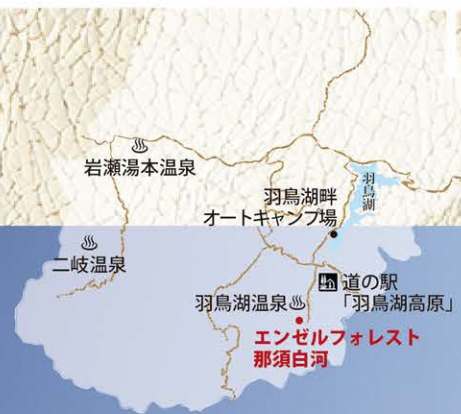 岩瀬湯本温泉
羽鳥湖
羽鳥湖畔
オートキャンプ場
二岐温泉
道の駅
「羽鳥湖高原」
羽鳥湖温泉
エンゼルフォレスト
那須白河